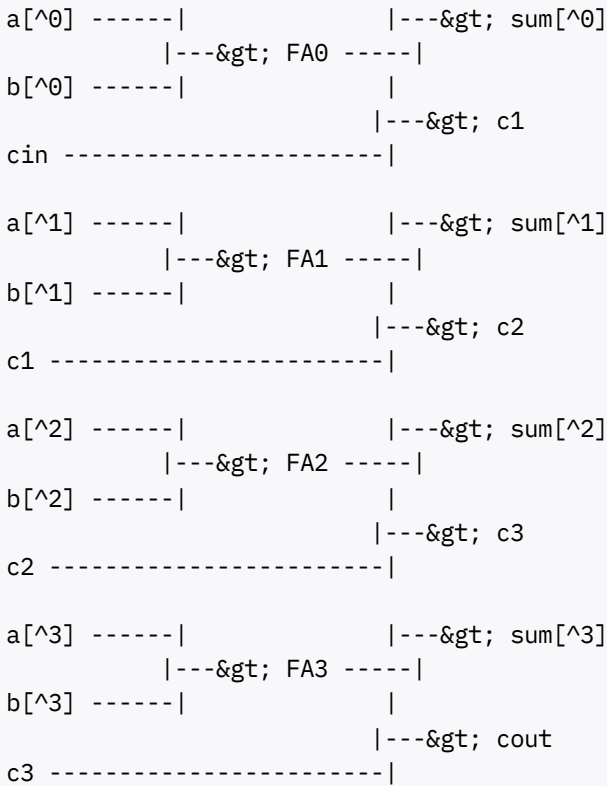 a[^0] ------|              |---&gt; sum[^0]
           |---&gt; FA0 -----|
b[^0] ------|              |
                         |---&gt; c1
cin -----------------------|
a[^1] ------|              |---&gt; sum[^1]
           |---&gt; FA1 -----|
b[^1] ------|              |
                         |---&gt; c2
c1 ------------------------|
a[^2] ------|              |---&gt; sum[^2]
           |---&gt; FA2 -----|
b[^2] ------|              |
                         |---&gt; c3
c2 ------------------------|
a[^3] ------|              |---&gt; sum[^3]
           |---&gt; FA3 -----|
b[^3] ------|              |
                         |---&gt; cout
c3 ------------------------|